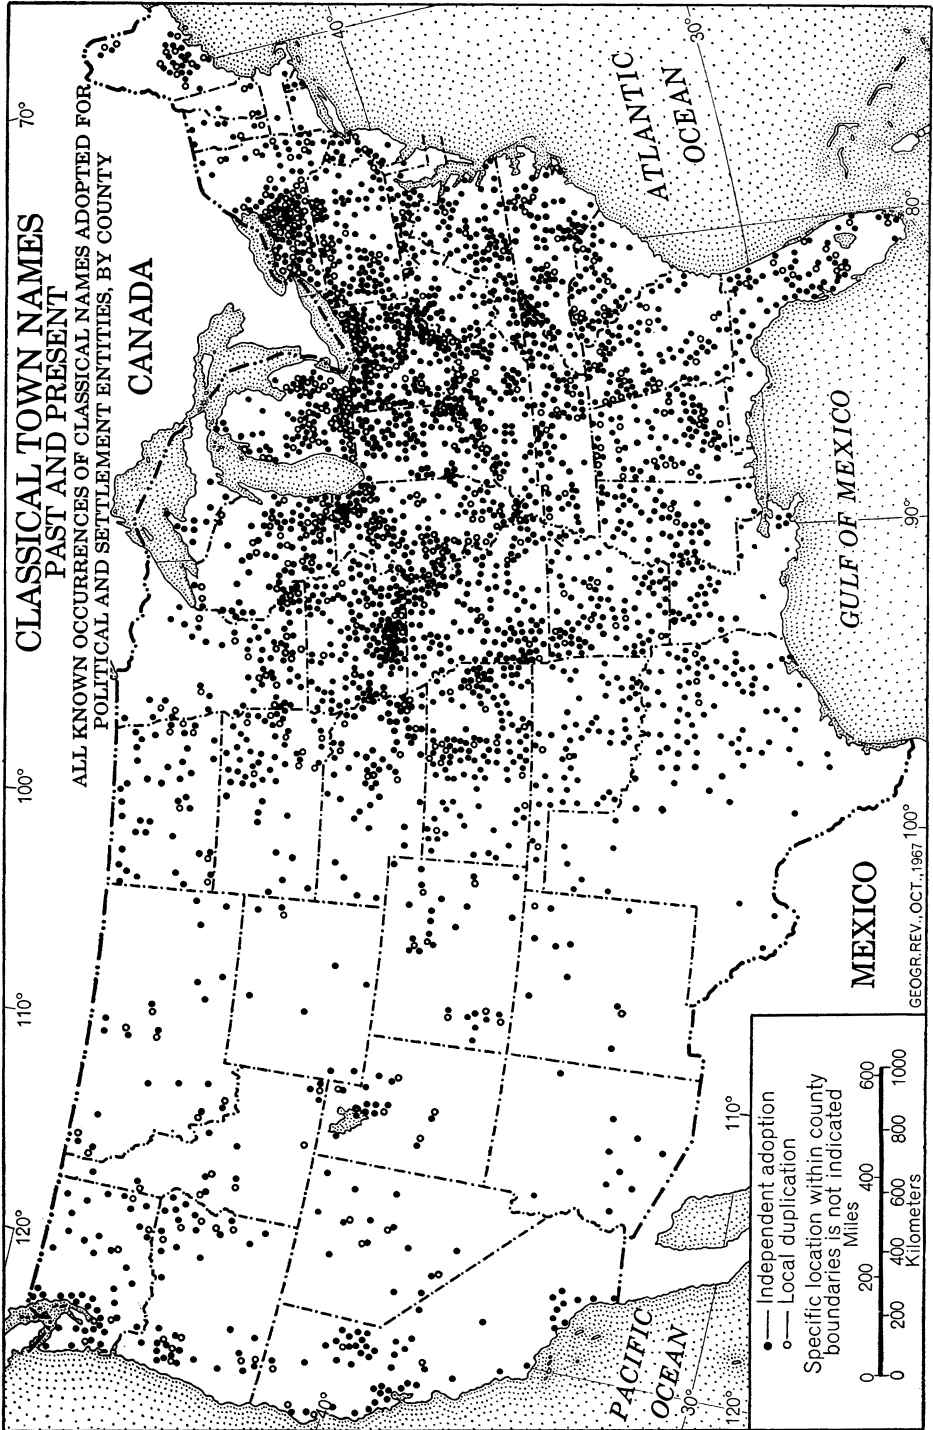 CLASSICAL TOWN NAMES
PAST AND PRESENT
ALL KNOWN OCCURRENCES OF CLASSICAL NAMES ADOPTED FOR
POLITICAL AND SETTLEMENT ENTITIES, BY COUNTY
CANADA
120°
110°
100°
70°
40°
30°
ATLANTIC
OCEAN
80°
GULF OF MEXICO
90°
MEXICO
100°
GEOGR. REV., OCT., 1967
40°
PACIFIC
OCEAN
30°
120°
110°
●— Independent adoption
○— Local duplication
Specific location within county
boundaries is not indicated
Miles
0 200 400 600
0 200 400 600 800 1000
Kilometers